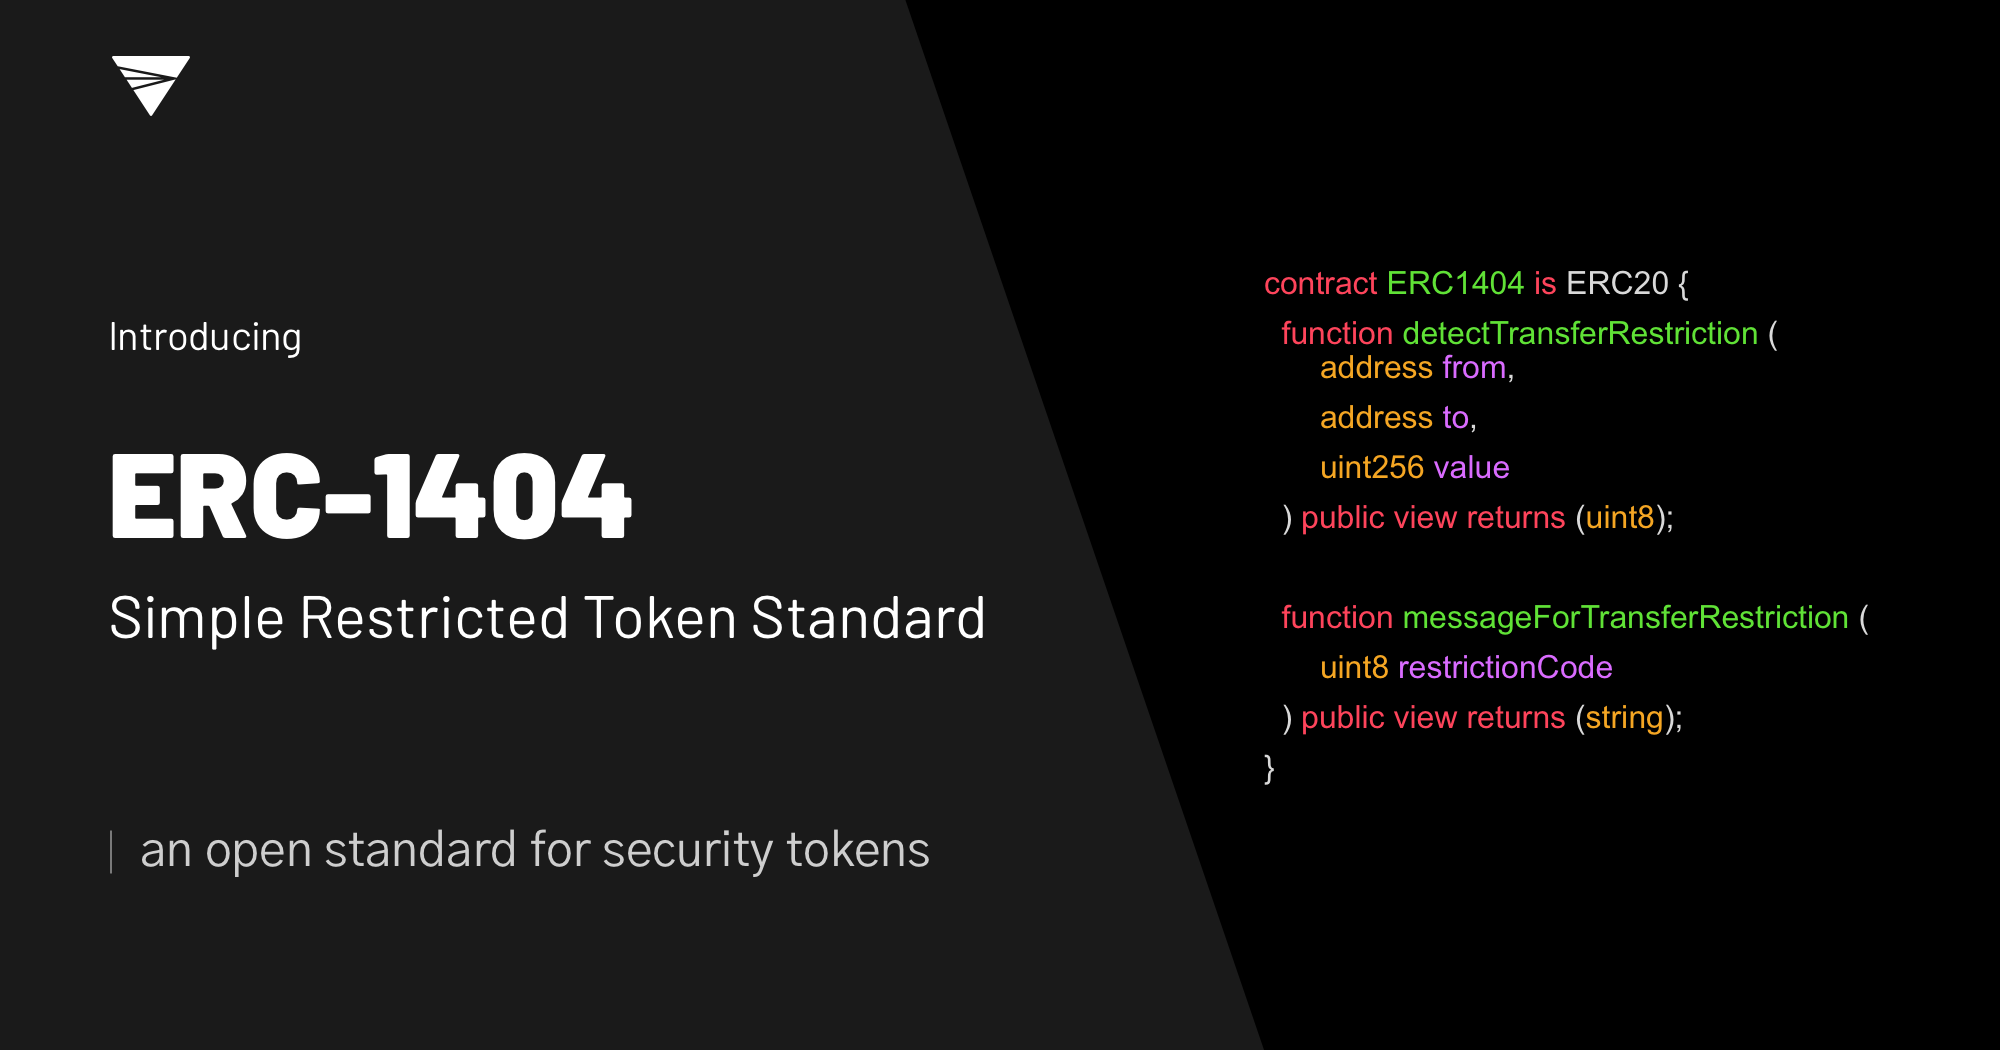 Introducing
ERC-1404
Simple Restricted Token Standard
an open standard for security tokens
contract ERC1404 is ERC20 {
function detectTransferRestriction (
address from,
address to,
uint256 value
) public view returns (uint8);
function messageForTransferRestriction (
uint8 restrictionCode
) public view returns (string);
}